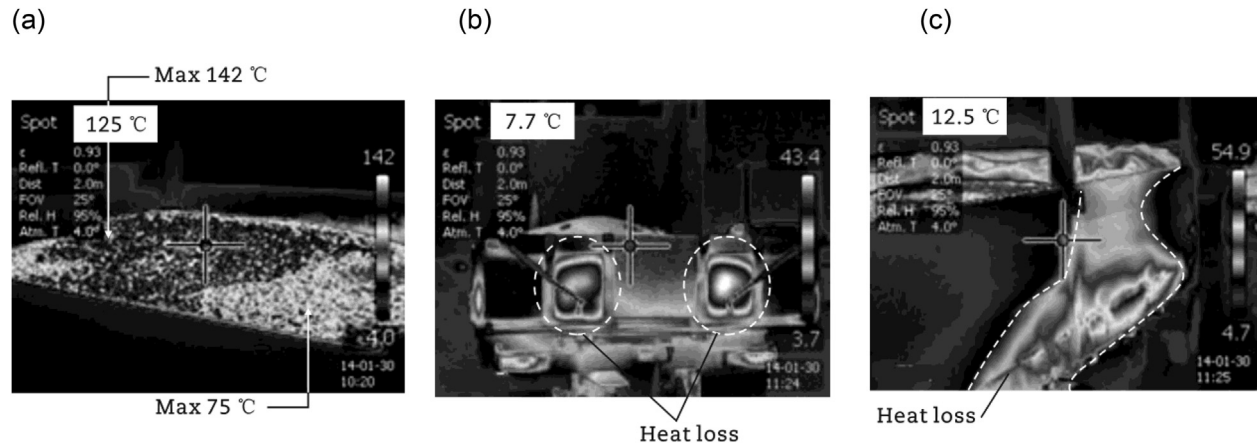 (a)
(b)
(c)
Max 142 ℃
Spot 125 ℃
ε 0.93
Refl. T 0.0°
Dist 2.0m
FOV 25°
Rel. H 95%
Atm. T 4.0°
142
4.0
14-01-30
10:20
Max 75 ℃
Spot 7.7 ℃
ε 0.93
Refl. T 0.0°
Dist 2.0m
FOV 25°
Rel. H 95%
Atm. T 4.0°
43.4
3.7
14-01-30
11:24
Heat loss
Spot 12.5 ℃
ε 0.93
Refl. T 0.0°
Dist 2.0m
FOV 25°
Rel. H 95%
Atm. T 4.0°
54.9
4.7
14-01-30
11:25
Heat loss